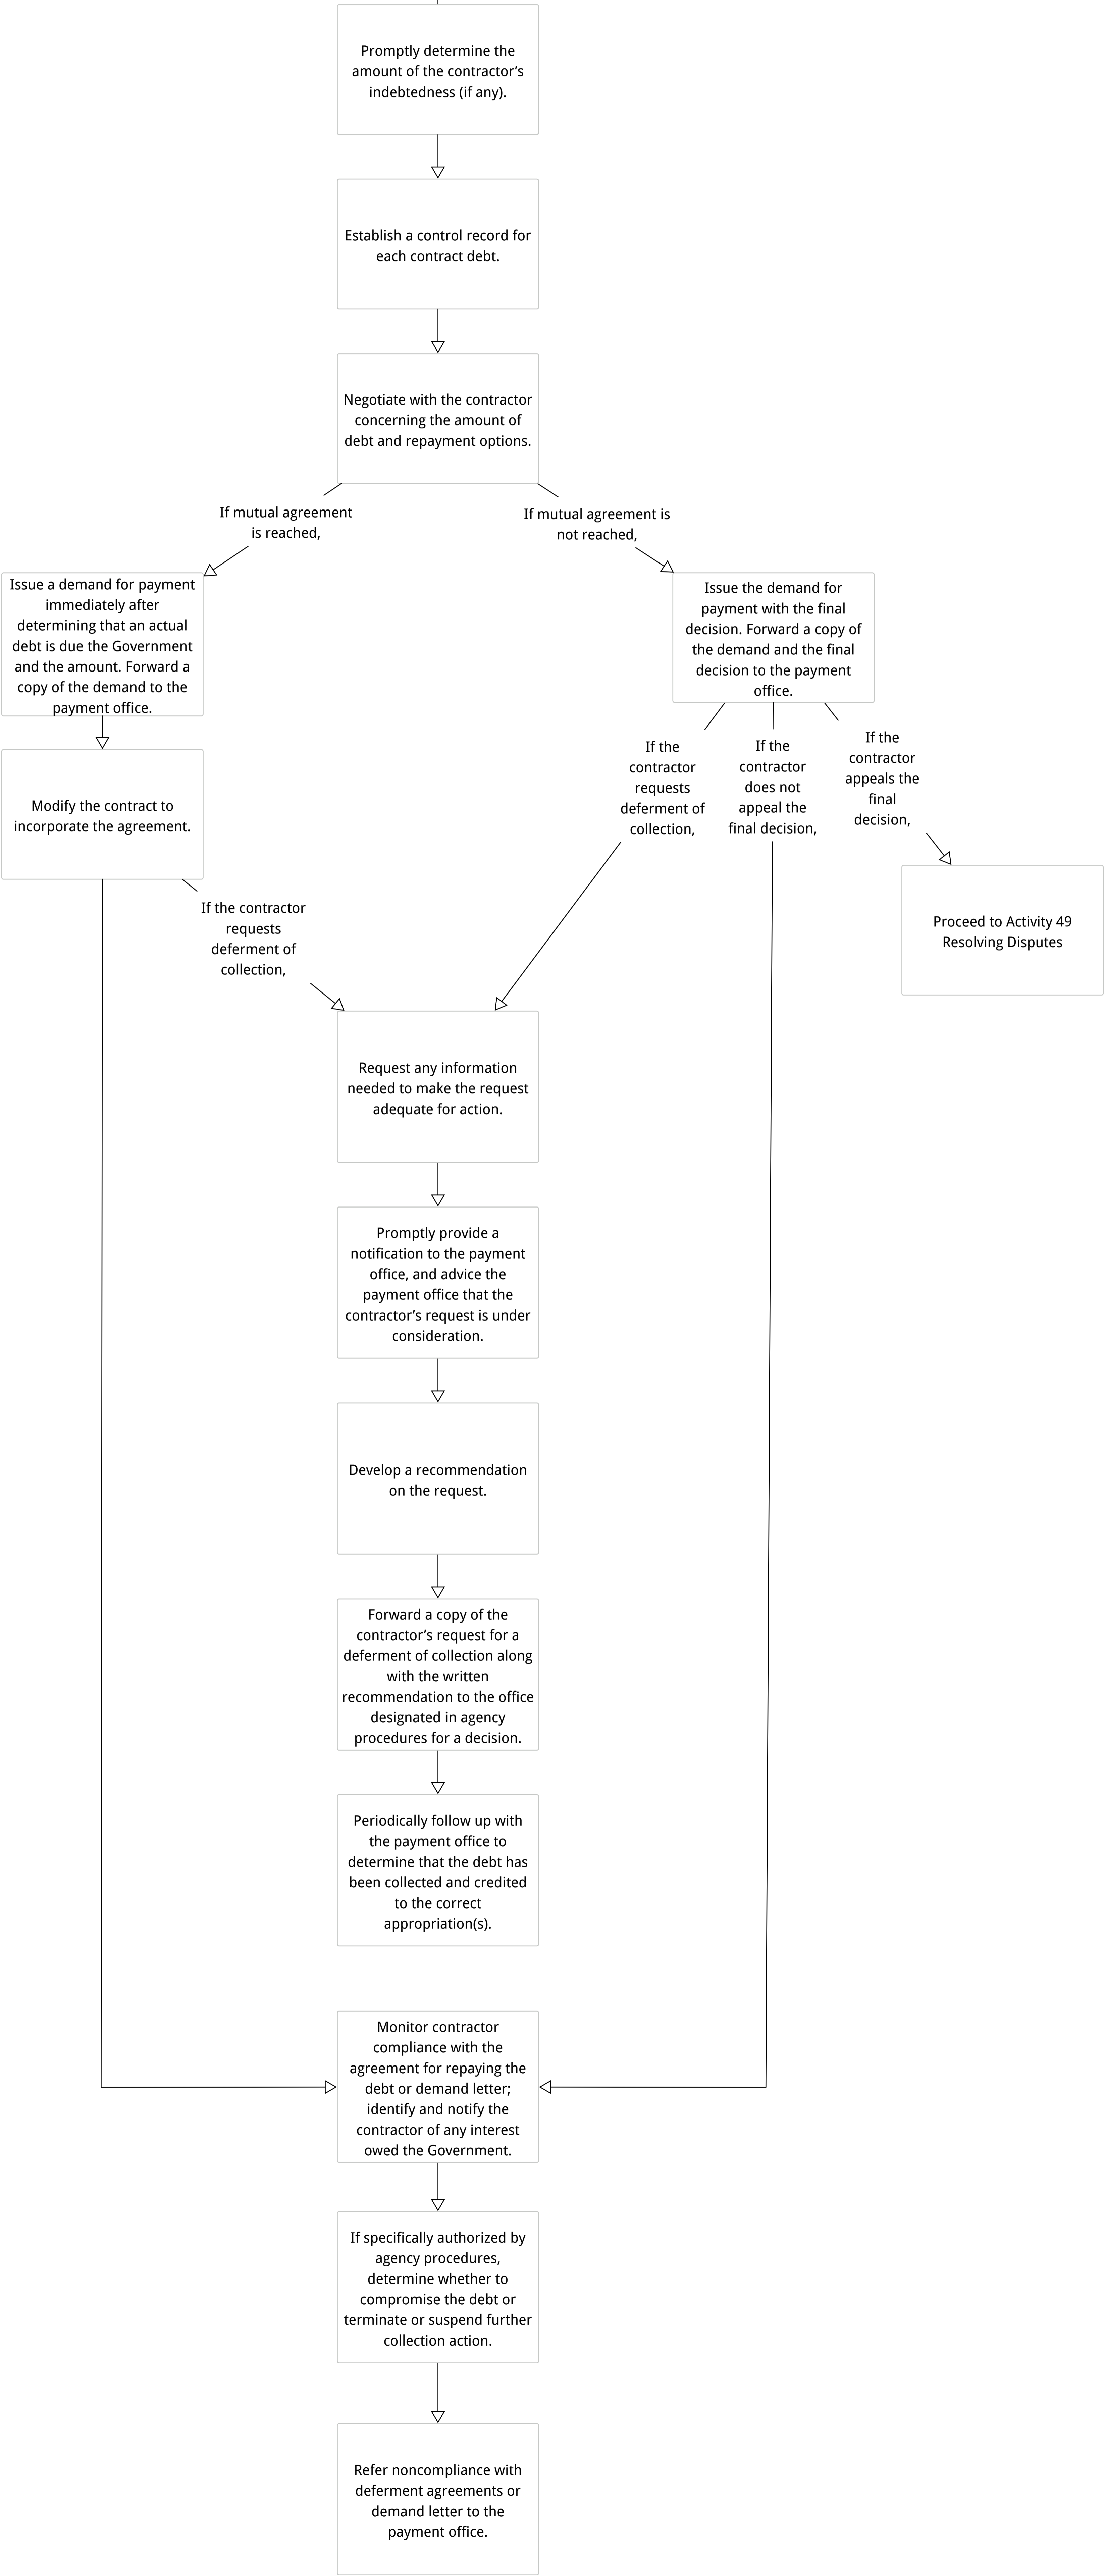 Promptly determine the
amount of the contractor's
indebtedness (if any).
Establish a control record for
each contract debt.
Negotiate with the contractor
concerning the amount of
debt and repayment options.
If mutual agreement
is reached,
If mutual agreement is
not reached,
Issue a demand for payment
immediately after
determining that an actual
debt is due the Government
and the amount. Forward a
copy of the demand to the
payment office.
Issue the demand for
payment with the final
decision. Forward a copy of
the demand and the final
decision to the payment
office.
Modify the contract to
incorporate the agreement.
If the
contractor
requests
deferment of
collection,
If the
contractor
does not
appeal the
final decision,
If the
contractor
appeals the
final
decision,
Proceed to Activity 49
Resolving Disputes
If the contractor
requests
deferment of
collection,
Request any information
needed to make the request
adequate for action.
Promptly provide a
notification to the payment
office, and advice the
payment office that the
contractor's request is under
consideration.
Develop a recommendation
on the request.
Forward a copy of the
contractor's request for a
deferment of collection along
with the written
recommendation to the office
designated in agency
procedures for a decision.
Periodically follow up with
the payment office to
determine that the debt has
been collected and credited
to the correct
appropriation(s).
Monitor contractor
compliance with the
agreement for repaying the
debt or demand letter;
identify and notify the
contractor of any interest
owed the Government.
If specifically authorized by
agency procedures,
determine whether to
compromise the debt or
terminate or suspend further
collection action.
Refer noncompliance with
deferment agreements or
demand letter to the
payment office.